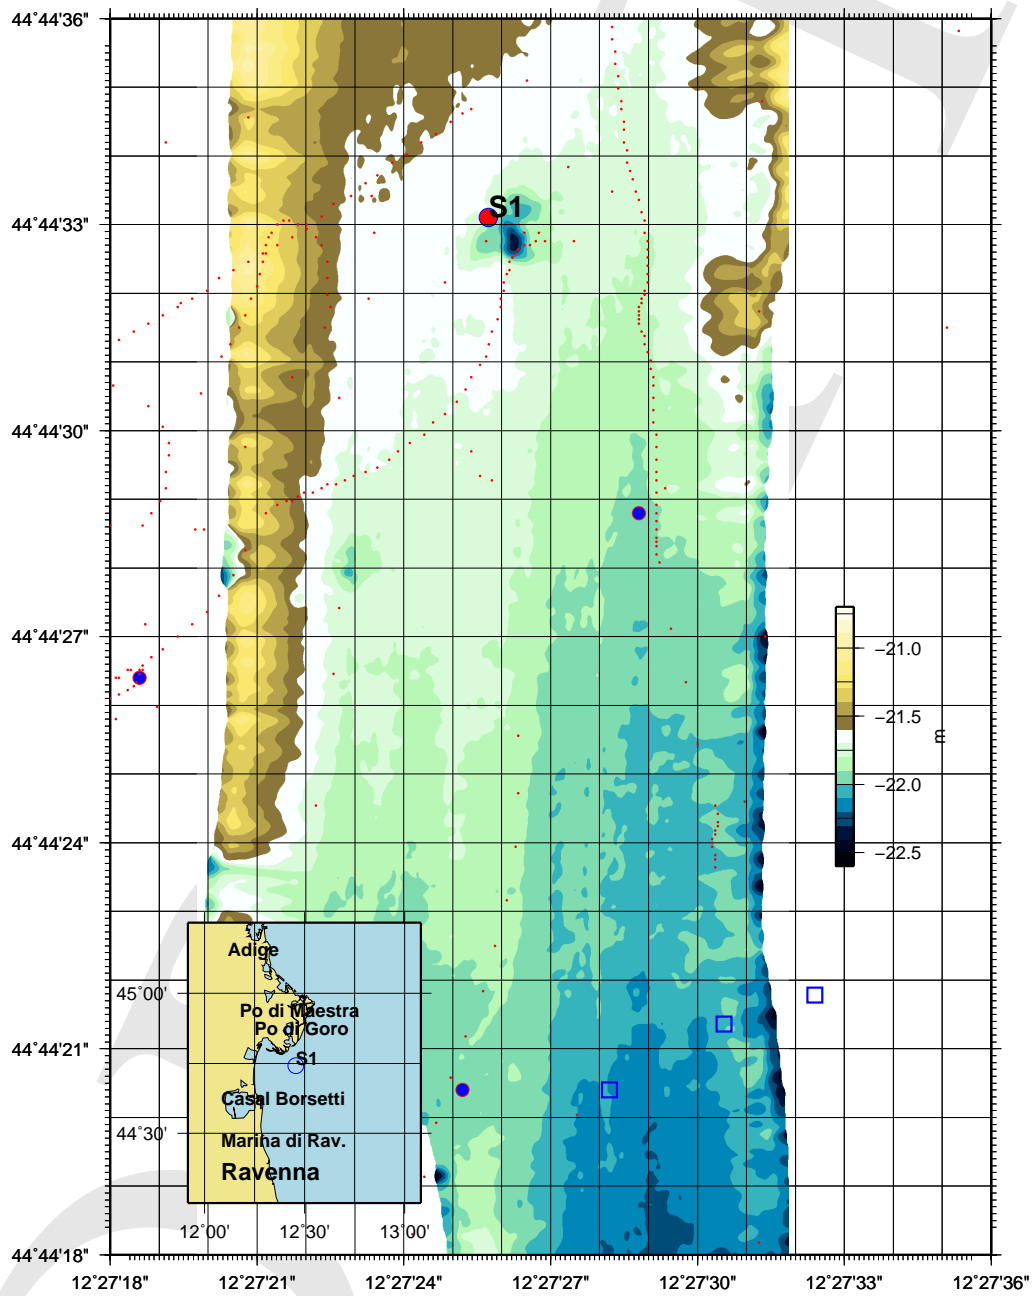 44°44'36"
S1
44°44'33"
44°44'30"
44°44'27"
−21.0
−21.5
m
−22.0
44°44'24"
−22.5
Adige
45°00'
Po di Maestra
Po di Goro
44°44'21"
S1
Casal Borsetti
44°30'
Marina di Rav.
Ravenna
12°00' 12°30' 13°00'
44°44'18"
12°27'18" 12°27'21" 12°27'24" 12°27'27" 12°27'30" 12°27'33" 12°27'36"